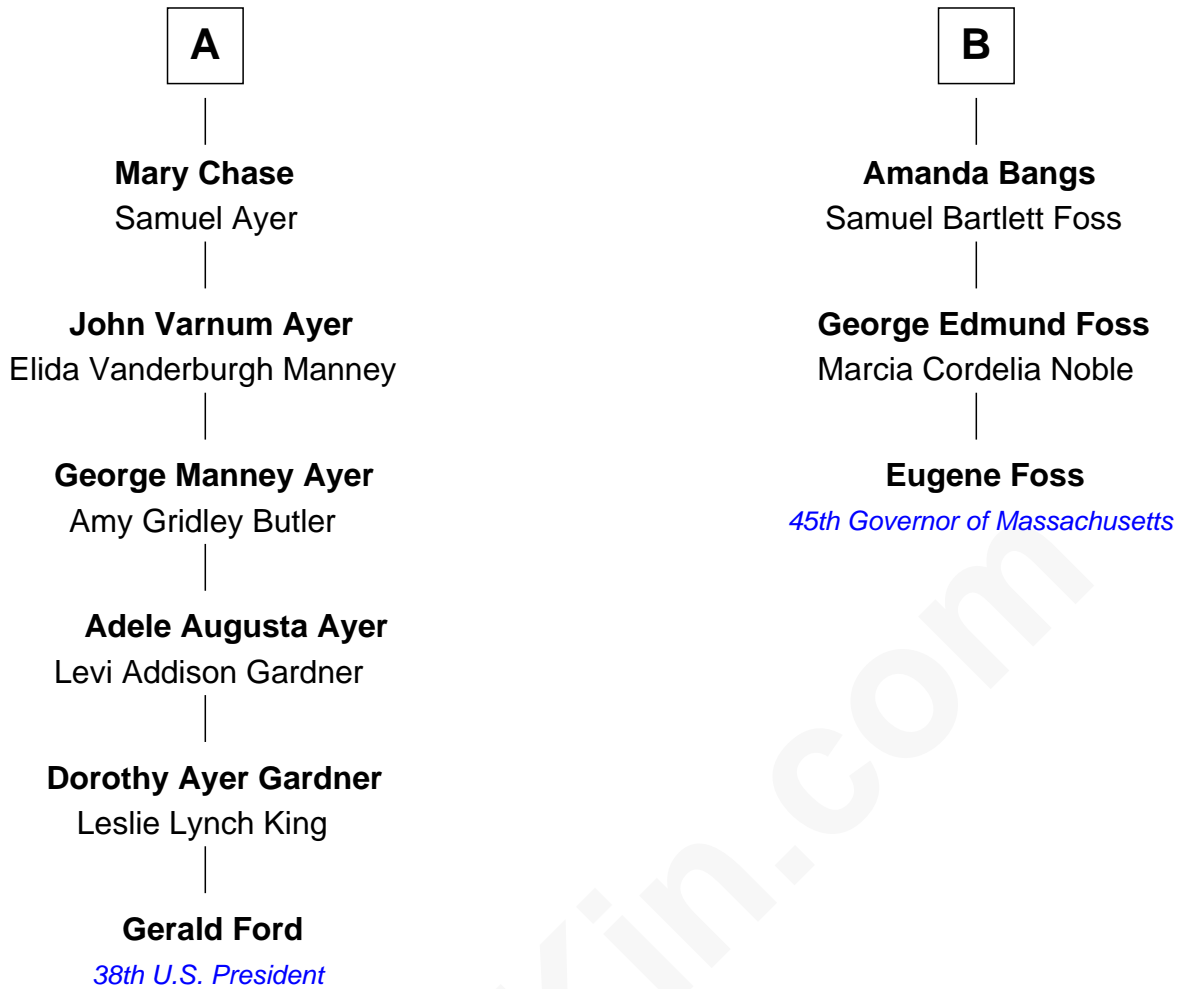 A
Mary Chase
Samuel Ayer
John Varnum Ayer
Elida Vanderburgh Manney
George Manney Ayer
Amy Gridley Butler
Adele Augusta Ayer
Levi Addison Gardner
Dorothy Ayer Gardner
Leslie Lynch King
Gerald Ford
38th U.S. President
B
Amanda Bangs
Samuel Bartlett Foss
George Edmund Foss
Marcia Cordelia Noble
Eugene Foss
45th Governor of Massachusetts
Kin.com